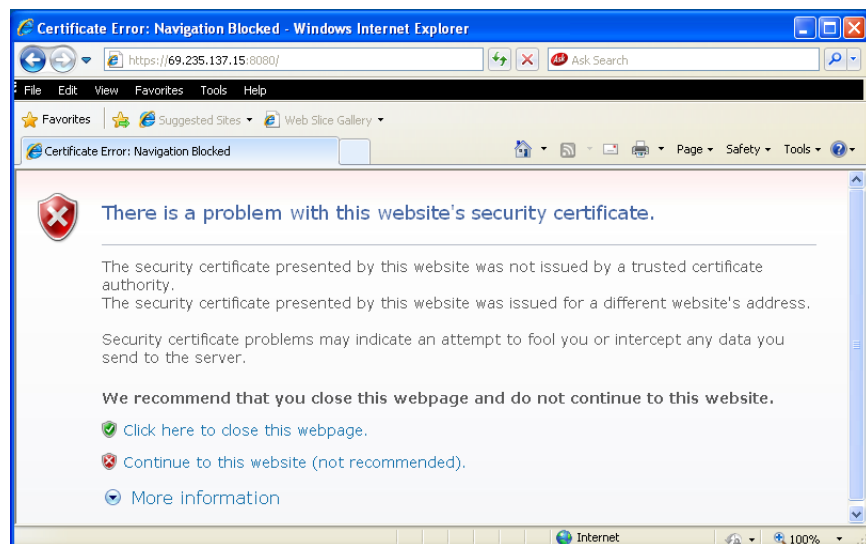 Certificate Error: Navigation Blocked - Windows Internet Explorer
https://69.235.137.15:8080/
Ask Ask Search
File Edit View Favorites Tools Help
Favorites Suggested Sites Web Slice Gallery
Certificate Error: Navigation Blocked Page Safety Tools
There is a problem with this website's security certificate.
The security certificate presented by this website was not issued by a trusted certificate
authority.
The security certificate presented by this website was issued for a different website's address.
Security certificate problems may indicate an attempt to fool you or intercept any data you
send to the server.
We recommend that you close this webpage and do not continue to this website.
Click here to close this webpage.
Continue to this website (not recommended).
More information
Internet 100%